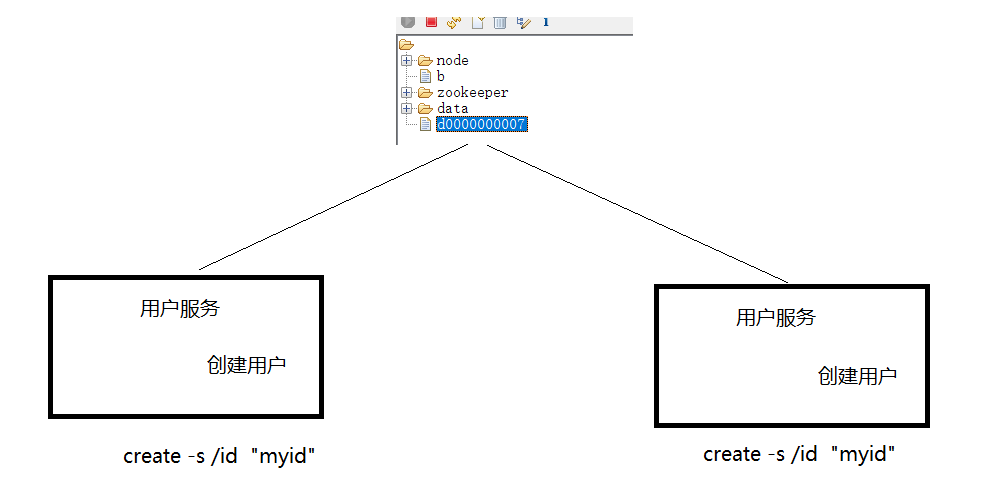 node
b
zookeeper
data
d0000000007
用户服务
创建用户
create -s /id "myid"
用户服务
创建用户
create -s /id "myid"